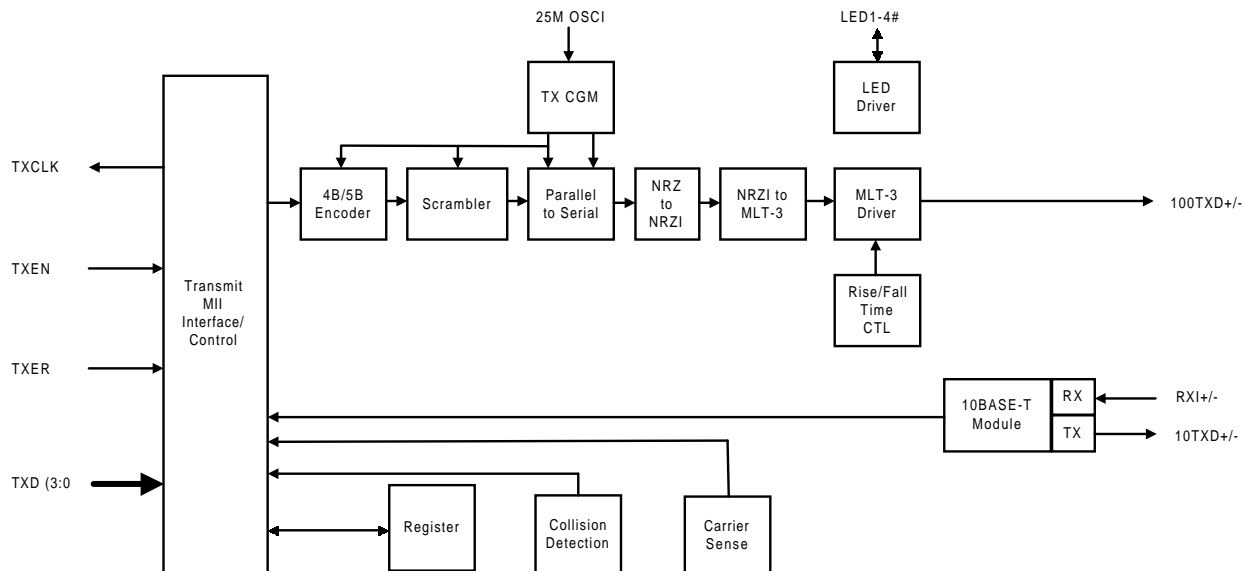 25M OSCI
LED1-4#
TX CGM
LED
Driver
TXCLK
4B/5B
Encoder
Scrambler
Parallel
to Serial
NRZ
to
NRZI
NRZI to
MLT-3
MLT-3
Driver
100TXD+/-
TXEN
Transmit
MII
Interface/
Control
Rise/Fall
Time
CTL
TXER
10BASE-T
Module
RX
RXI+/-
TX
10TXD+/-
TXD (3:0
Register
Collision
Detection
Carrier
Sense